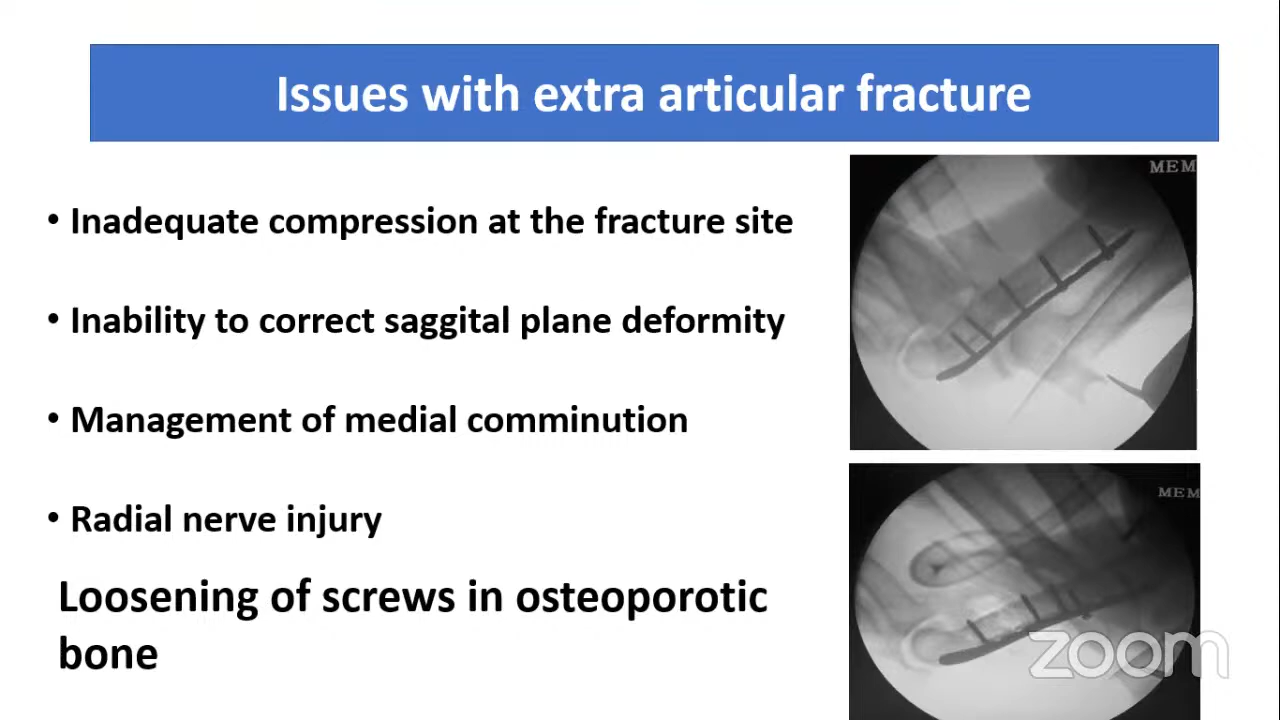 Issues with extra articular fracture
• Inadequate compression at the fracture site
• Inability to correct saggital plane deformity
• Management of medial comminution
• Radial nerve injury
Loosening of screws in osteoporotic
bone
MEM
MEM
zoom